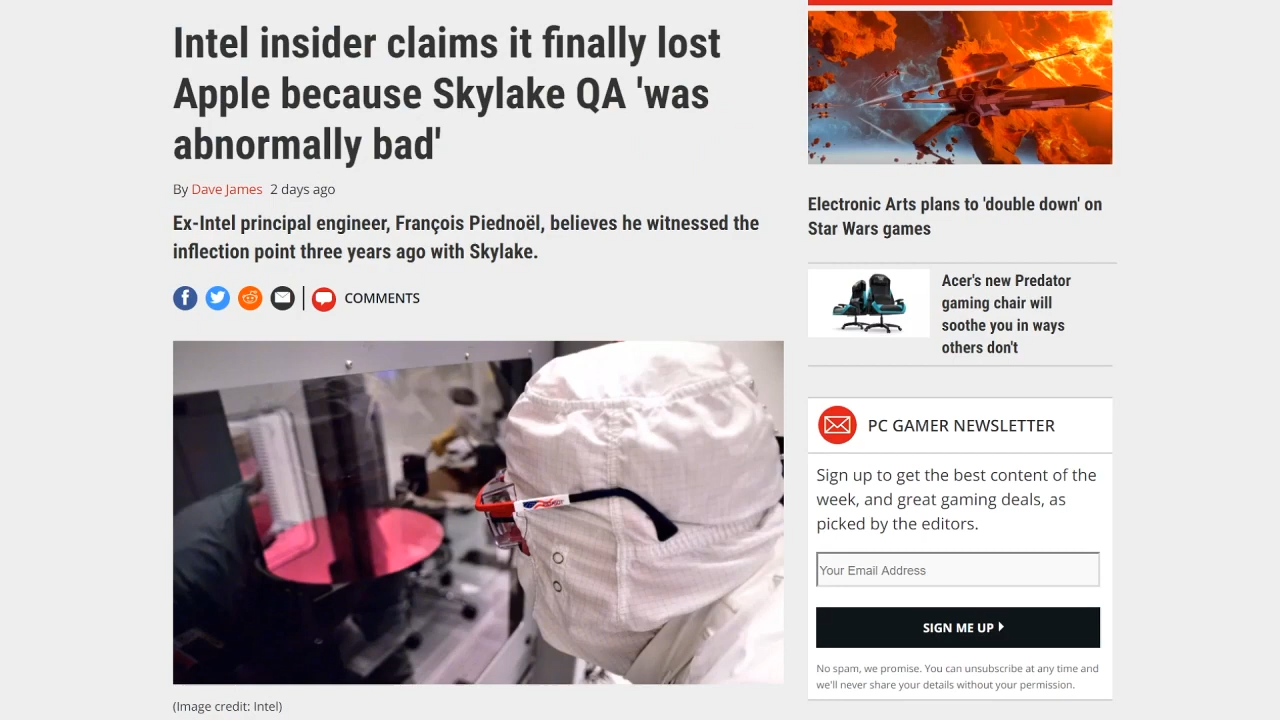 Intel insider claims it finally lost
Apple because Skylake QA 'was
abnormally bad'
By Dave James 2 days ago
Ex-Intel principal engineer, François Piednoël, believes he witnessed the
inflection point three years ago with Skylake.
COMMENTS
(Image credit: Intel)
Electronic Arts plans to 'double down' on
Star Wars games
Acer's new Predator
gaming chair will
soothe you in ways
others don't
PC GAMER NEWSLETTER
Sign up to get the best content of the
week, and great gaming deals, as
picked by the editors.
Your Email Address
SIGN ME UP
No spam, we promise. You can unsubscribe at any time and
we'll never share your details without your permission.